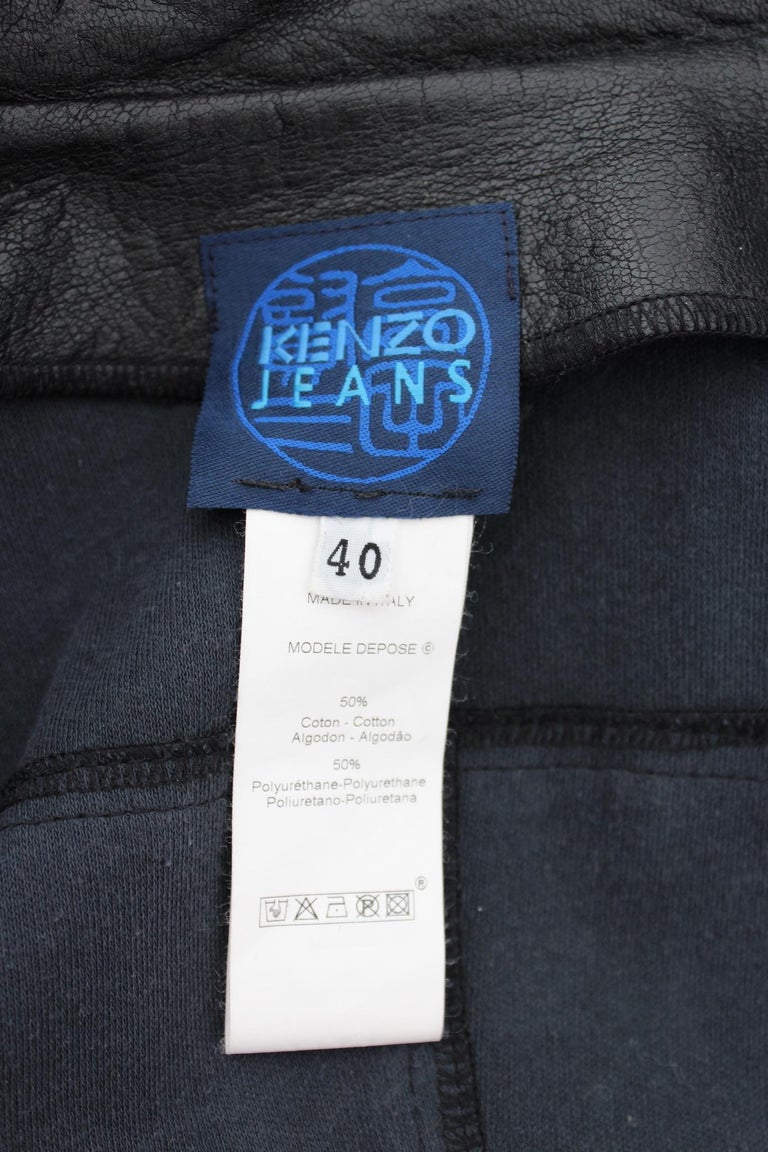 KENZO
JEANS
40
MADE IN ITALY
MODELE DEPOSE ©
50%
Coton - Cotton
Algodon - Algodão
50%
Polyuréthane-Polyurethane
Poliuretano-Poliuretana
®